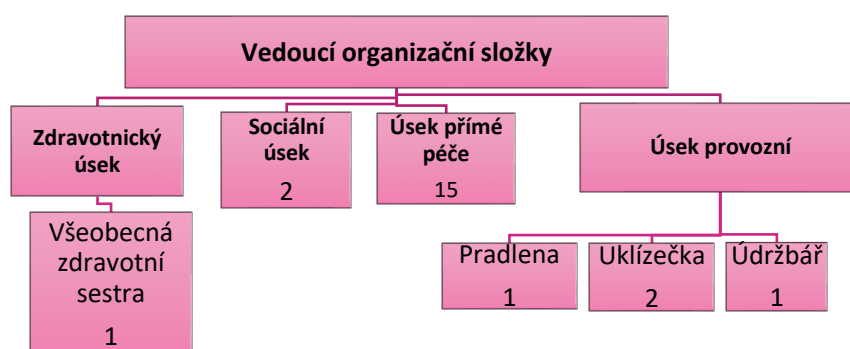 Vedoucí organizační složky
Zdravotnický
úsek
Sociální
úsek
2
Úsek přímé
péče
15
Úsek provozní
Všeobecná
zdravotní
sestra
1
Pradlena
1
Uklízečka
2
Údržbář
1